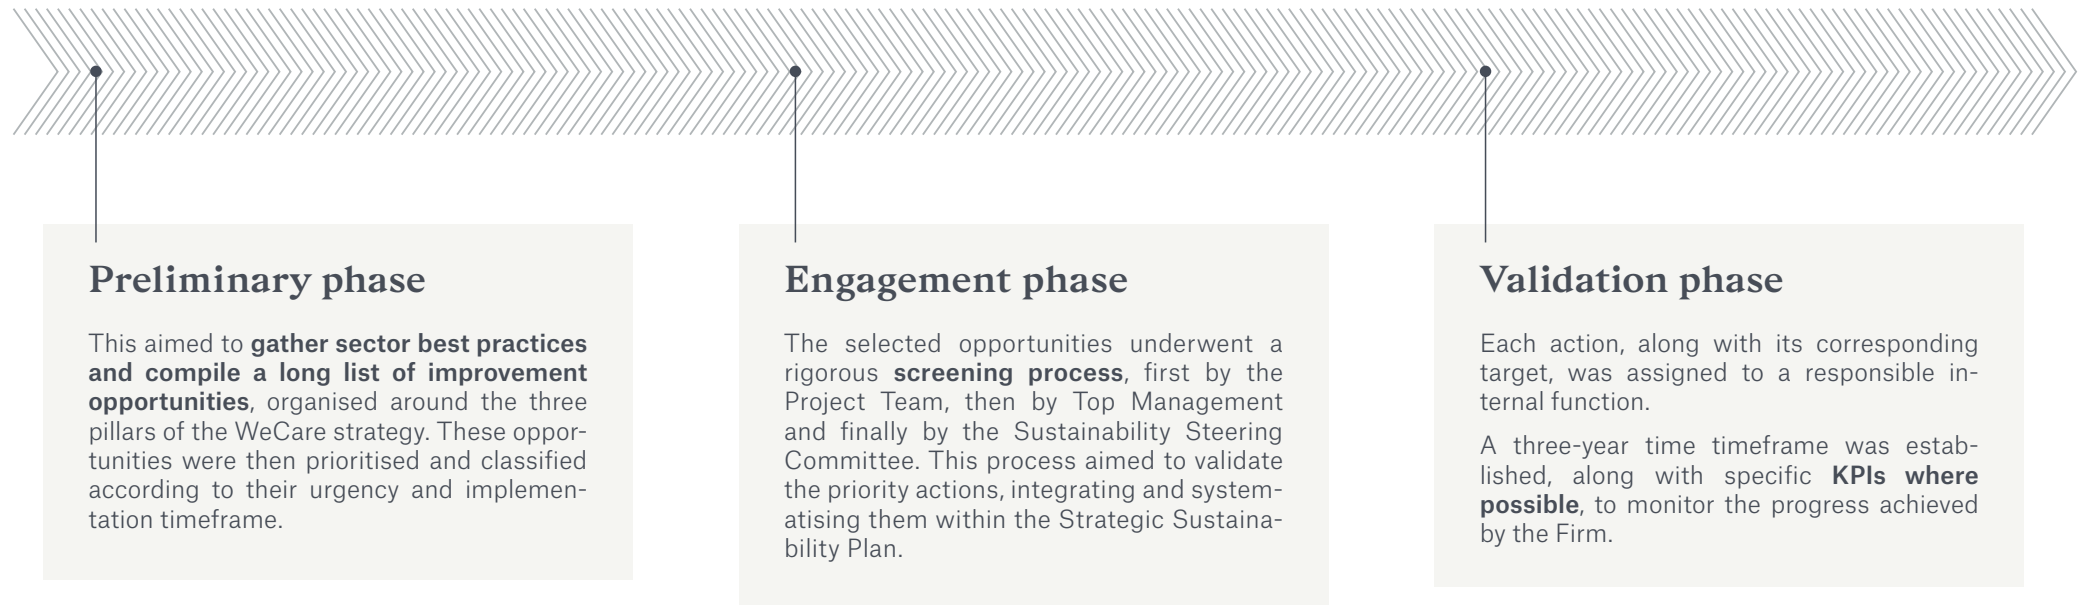 Preliminary phase
This aimed to gather sector best practices
and compile a long list of improvement
opportunities, organised around the three
pillars of the WeCare strategy. These oppor-
tunities were then prioritised and classified
according to their urgency and implemen-
tation timeframe.
Engagement phase
The selected opportunities underwent a
rigorous screening process, first by the
Project Team, then by Top Management
and finally by the Sustainability Steering
Committee. This process aimed to validate
the priority actions, integrating and system-
atising them within the Strategic Sustaina-
bility Plan.
Validation phase
Each action, along with its corresponding
target, was assigned to a responsible in-
ternal function.
A three-year time timeframe was estab-
lished, along with specific KPIs where
possible, to monitor the progress achieved
by the Firm.